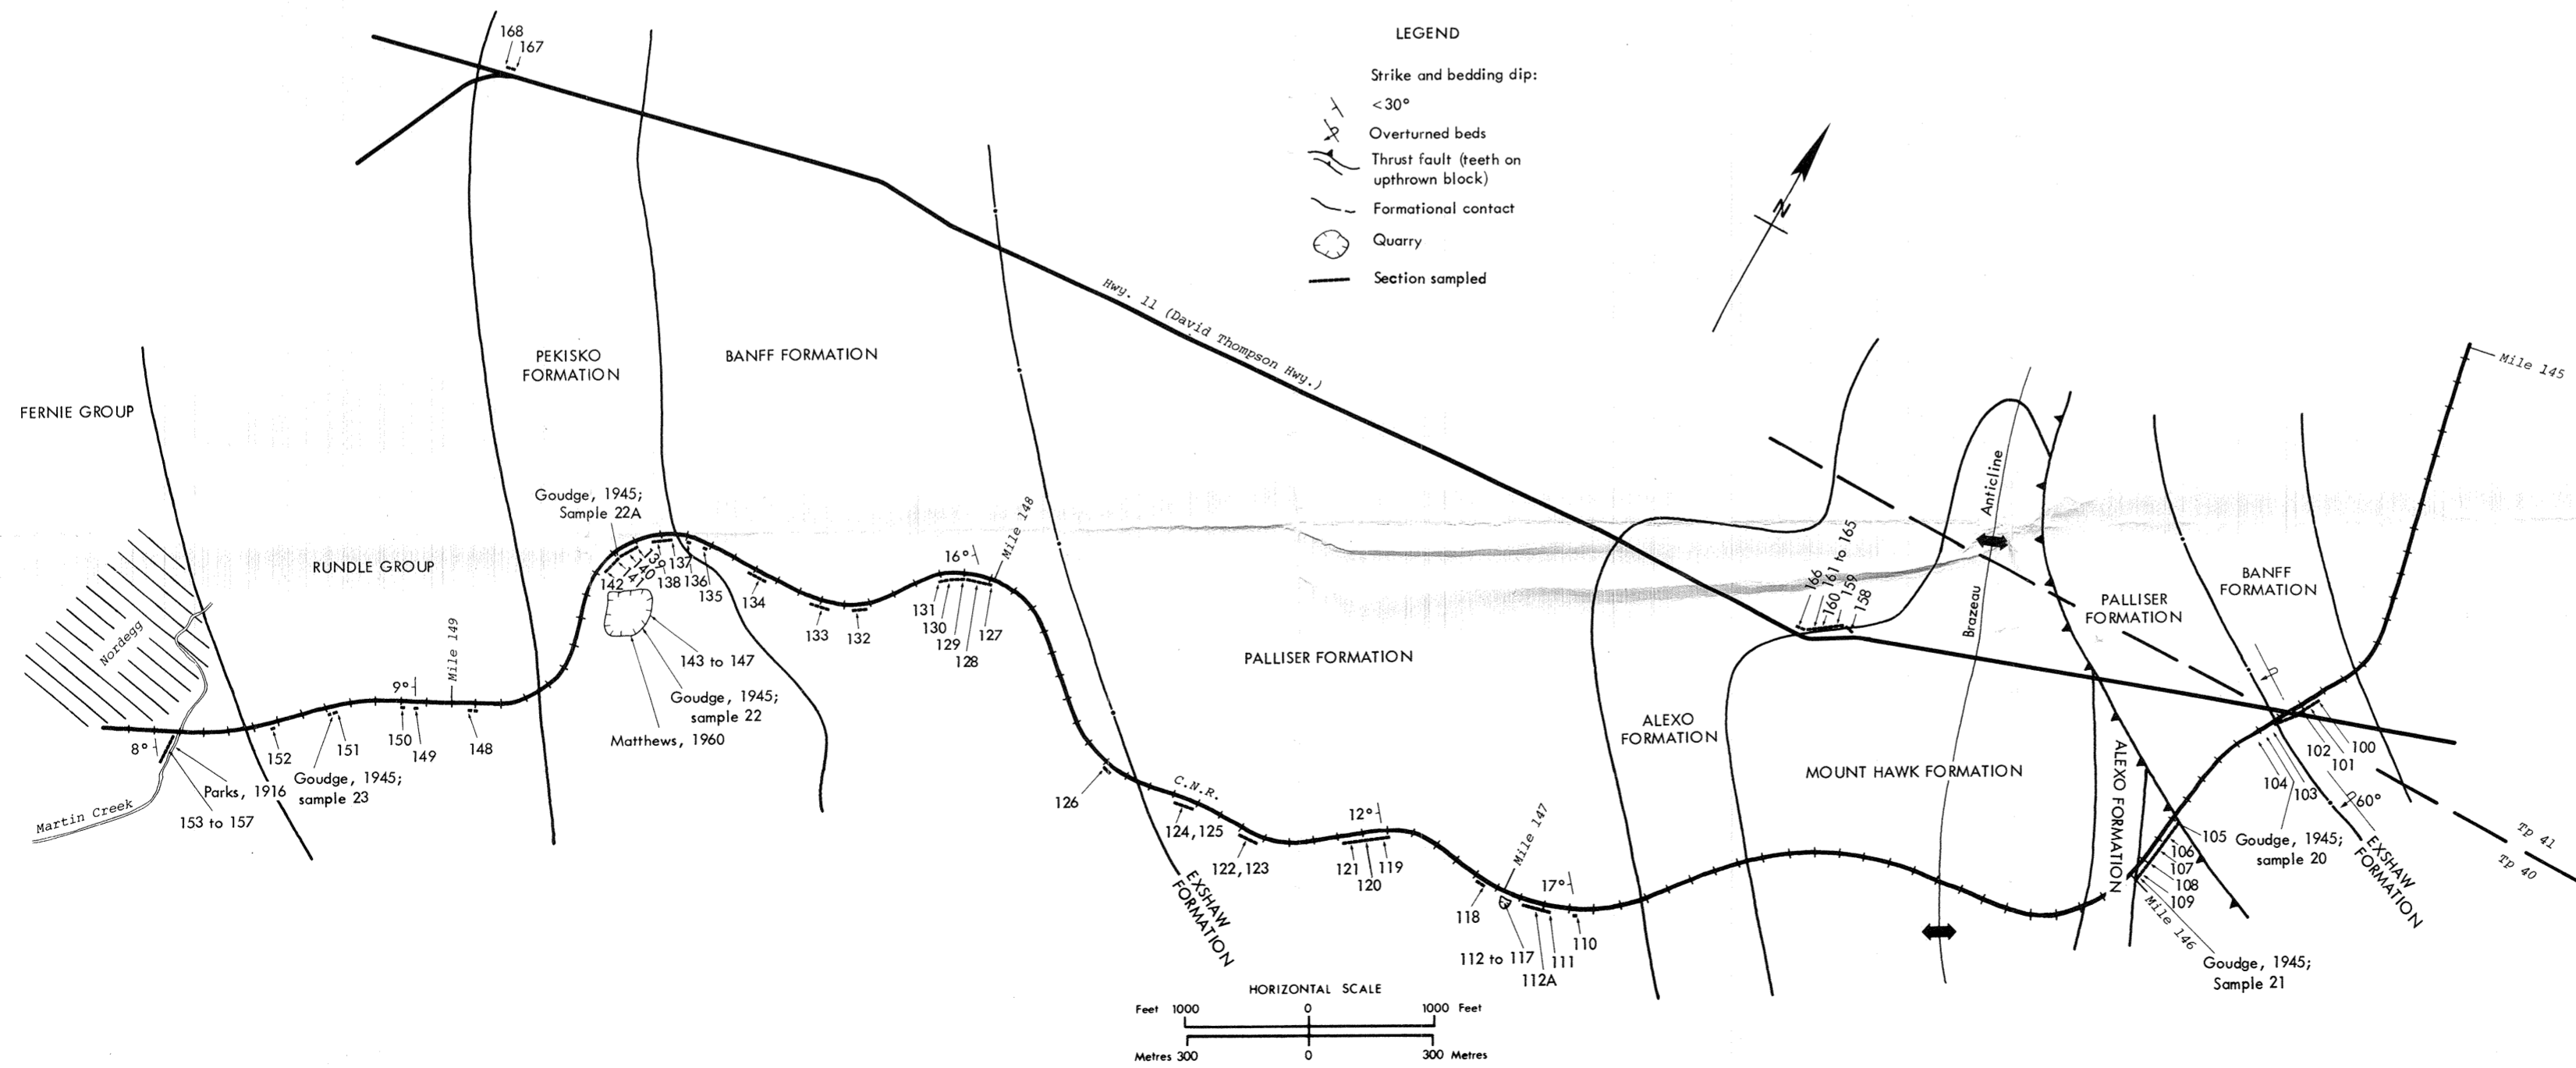 168
167
LEGEND
Strike and bedding dip:
<30°
Overturned beds
Thrust fault (teeth on
upthrown block)
Formational contact
Quarry
Section sampled
N
Hwy. 11 (David Thompson Hwy.)
Mile 145
PEKISKO
FORMATION
BANFF FORMATION
FERNIE GROUP
Goudge, 1945;
Sample 22A
RUNDLE GROUP
Nordegg
Mile 149
9°
8°
142
141
140
139
138
137
136
135
134
133
132
131
130
129
128
127
16°
Mile 148
143 to 147
Goudge, 1945;
sample 22
Matthews, 1960
152
151
150
149
148
Goudge, 1945;
sample 23
Parks, 1916
153 to 157
Martin Creek
PALLISER FORMATION
126
C.N.R.
124, 125
122, 123
12°
121
120
119
EXSHAW
FORMATION
Mile 147
17°
118
112 to 117
112A
111
110
ALEXO
FORMATION
166
161 to 165
160
159
158
Brazeau
Anticline
MOUNT HAWK FORMATION
ALEXO FORMATION
PALLISER
FORMATION
BANFF
FORMATION
100
102
101
104
103
60°
105
106
107
108
109
Goudge, 1945;
sample 20
Mile 146
Goudge, 1945;
Sample 21
EXSHAW
FORMATION
Tp 41
Tp 40
HORIZONTAL SCALE
Feet 1000 0 1000 Feet
Metres 300 0 300 Metres